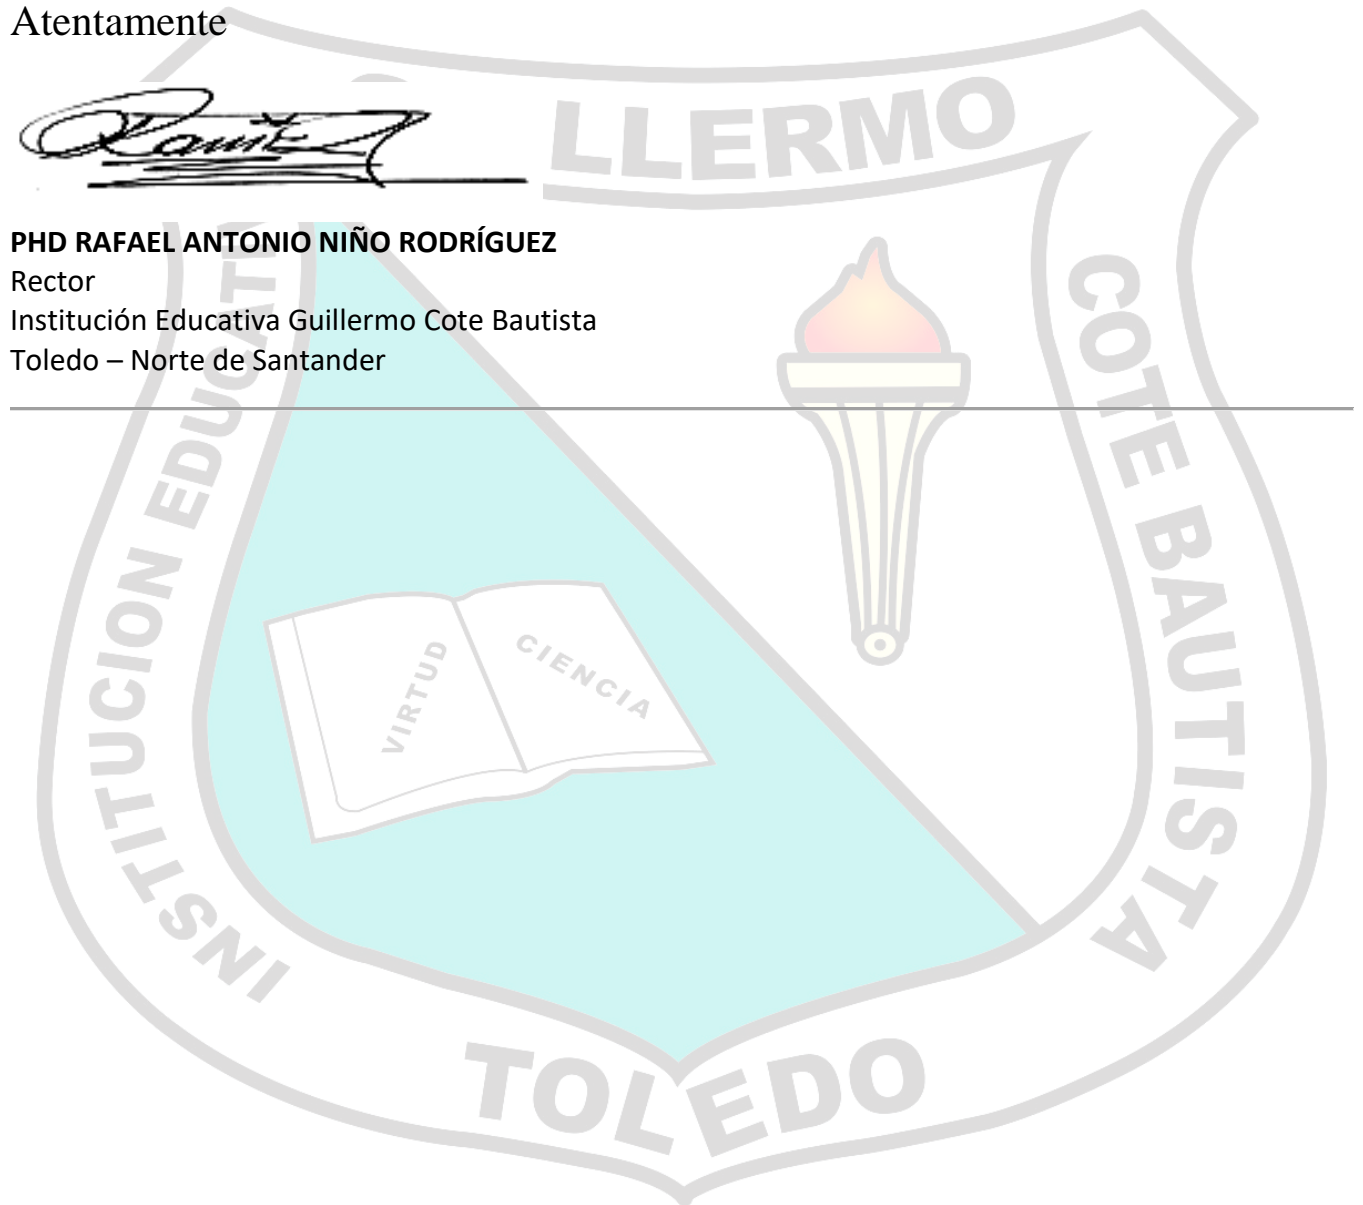 Atentamente
PHD RAFAEL ANTONIO NIÑO RODRÍGUEZ
Rector
Institución Educativa Guillermo Cote Bautista
Toledo – Norte de Santander
INSTITUCION EDUCATI
LLERMO
COTE BAUTISTA
VIRTUD
CIENCIA
TOLEDO